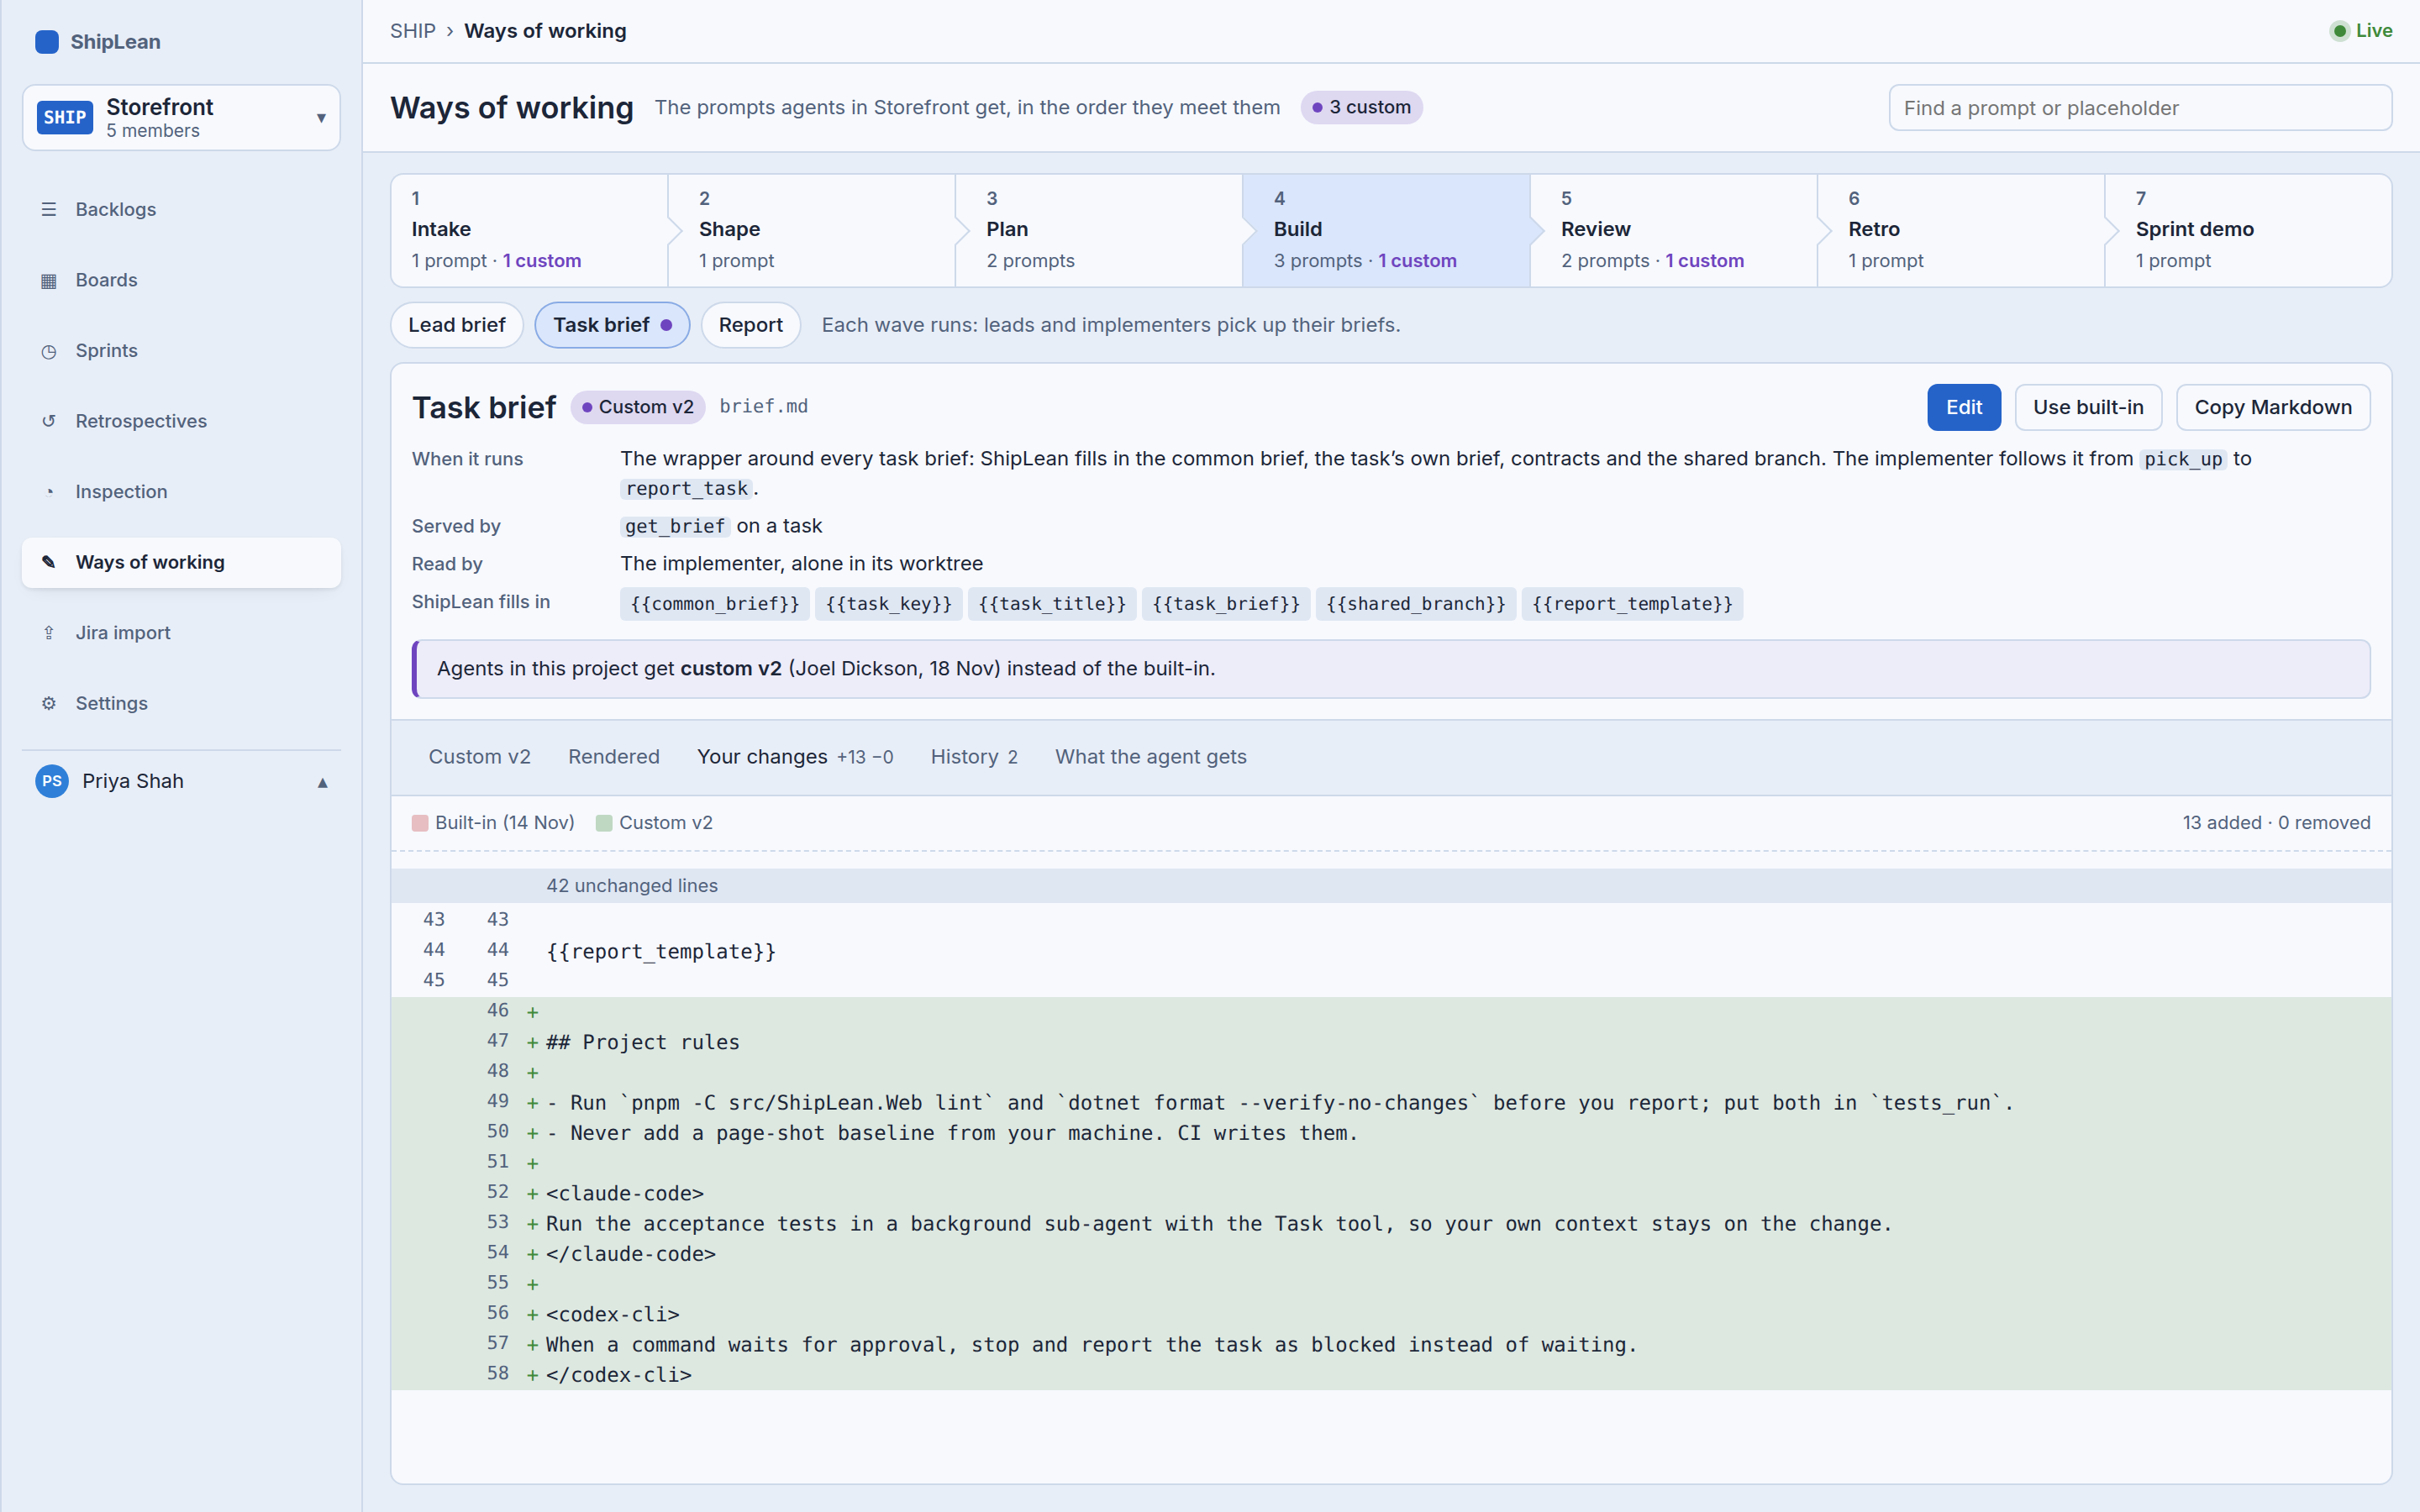 ShipLean
SHIP
Storefront
5 members
Backlogs
Boards
Sprints
Retrospectives
Inspection
Ways of working
Jira import
Settings
PS
Priya Shah
SHIP › Ways of working
Live
Ways of working
The prompts agents in Storefront get, in the order they meet them
3 custom
Find a prompt or placeholder
1
Intake
1 prompt · 1 custom
2
Shape
1 prompt
3
Plan
2 prompts
4
Build
3 prompts · 1 custom
5
Review
2 prompts · 1 custom
6
Retro
1 prompt
7
Sprint demo
1 prompt
Lead brief
Task brief
Report
Each wave runs: leads and implementers pick up their briefs.
Task brief
Custom v2
brief.md
Edit
Use built-in
Copy Markdown
When it runs
The wrapper around every task brief: ShipLean fills in the common brief, the task’s own brief, contracts and the shared branch. The implementer follows it from pick_up to
report_task.
Served by
get_brief on a task
Read by
The implementer, alone in its worktree
ShipLean fills in
{{common_brief}} {{task_key}} {{task_title}} {{task_brief}} {{shared_branch}} {{report_template}}
Agents in this project get custom v2 (Joel Dickson, 18 Nov) instead of the built-in.
Custom v2
Rendered
Your changes +13 −0
History 2
What the agent gets
Built-in (14 Nov)
Custom v2
13 added · 0 removed
42 unchanged lines
43 43
44 44 {{report_template}}
45 45
46 +
47 + ## Project rules
48 +
49 + - Run `pnpm -C src/ShipLean.Web lint` and `dotnet format --verify-no-changes` before you report; put both in `tests_run`.
50 + - Never add a page-shot baseline from your machine. CI writes them.
51 +
52 + <claude-code>
53 + Run the acceptance tests in a background sub-agent with the Task tool, so your own context stays on the change.
54 + </claude-code>
55 +
56 + <codex-cli>
57 + When a command waits for approval, stop and report the task as blocked instead of waiting.
58 + </codex-cli>